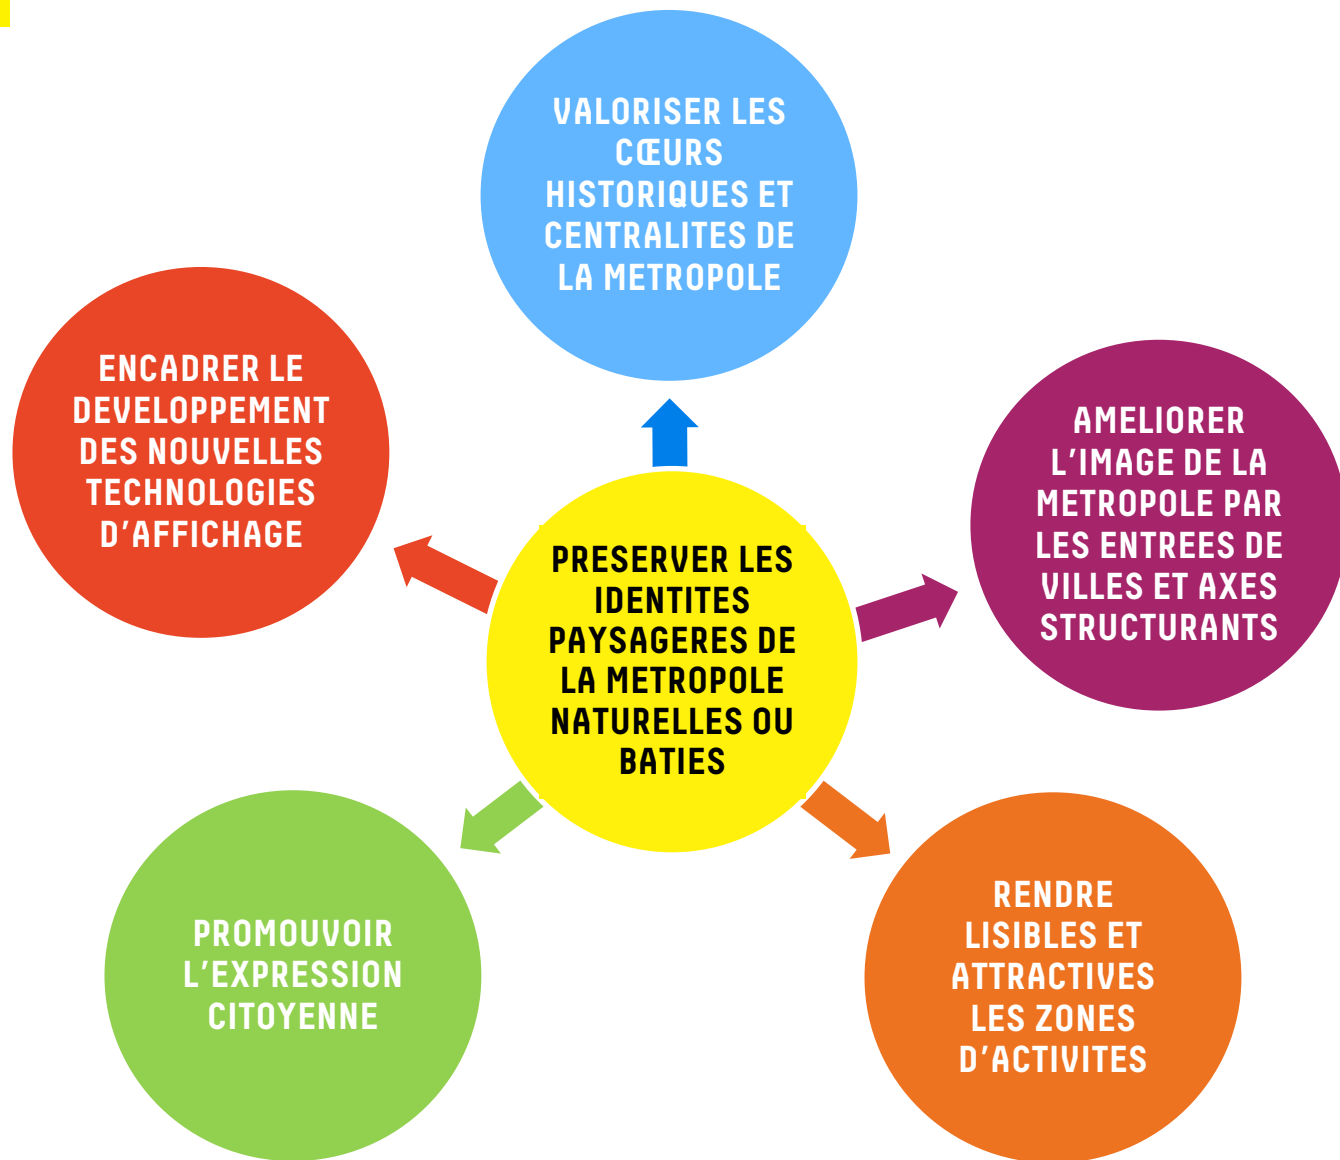 VALORISER LES
CŒURS
HISTORIQUES ET
CENTRALITES DE
LA METROPOLE
ENCADRER LE
DEVELOPPEMENT
DES NOUVELLES
TECHNOLOGIES
D'AFFICHAGE
AMELIORER
L'IMAGE DE LA
METROPOLE PAR
LES ENTREES DE
VILLES ET AXES
STRUCTURANTS
PRESERVER LES
IDENTITES
PAYSAGERES DE
LA METROPOLE
NATURELLES OU
BATIES
PROMOUVOIR
L'EXPRESSION
CITOYENNE
RENDRE
LISIBLES ET
ATTRACTIVES
LES ZONES
D'ACTIVITES